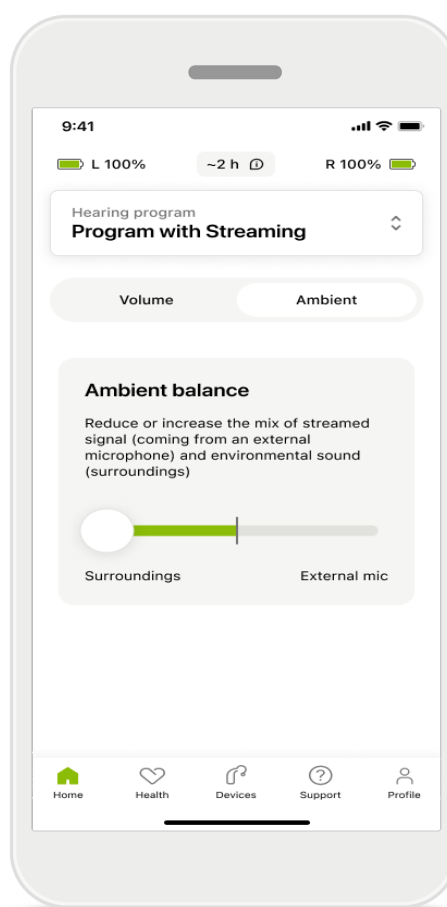 9:41
L 100% ~2 h R 100%
Hearing program
Program with Streaming
Volume Ambient
Ambient balance
Reduce or increase the mix of streamed
signal (coming from an external
microphone) and environmental sound
(surroundings)
Surroundings External mic
Home Health Devices Support Profile